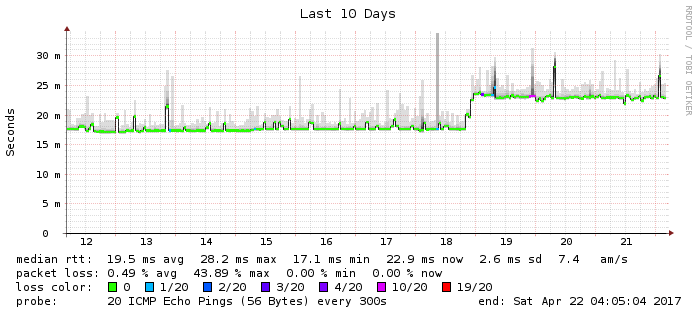 Last 10 Days
RRDTOOL / TOBI OETIKER
Seconds
30 m
25 m
20 m
15 m
10 m
5 m
0
12 13 14 15 16 17 18 19 20 21
median rtt: 19.5 ms avg 28.2 ms max 17.1 ms min 22.9 ms now 2.6 ms sd 7.4 am/s
packet loss: 0.49 % avg 43.89 % max 0.00 % min 0.00 % now
loss color: 0 1/20 2/20 3/20 4/20 10/20 19/20
probe: 20 ICMP Echo Pings (56 Bytes) every 300s end: Sat Apr 22 04:05:04 2017